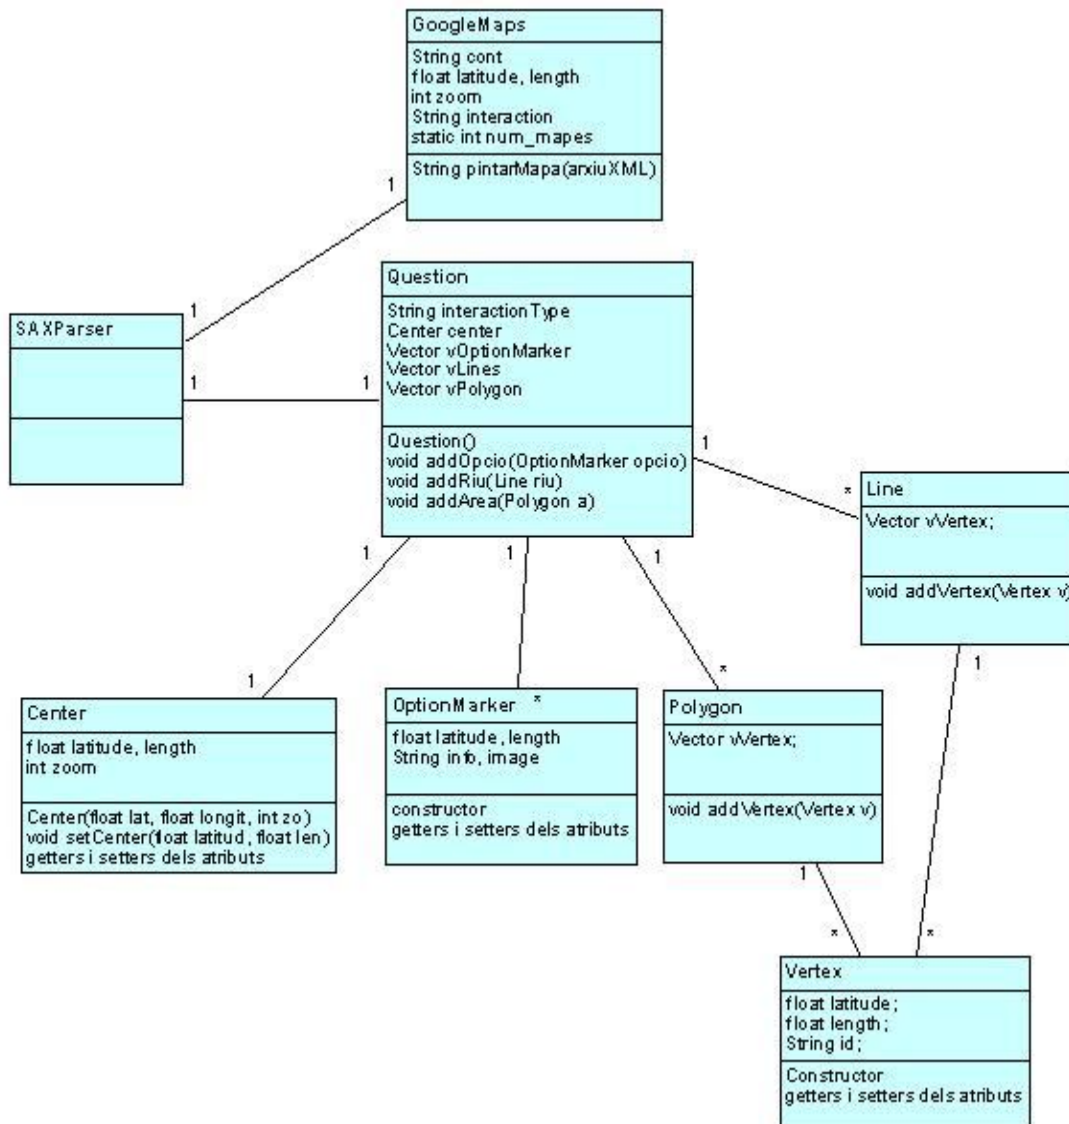 GoogleMaps
String cont
float latitude, length
int zoom
String interaction
static int num_mapes
String pintarMapa(arxiuXML)
1
1
SAXParser
1
1
Question
String interactionType
Center center
Vector vOptionMarker
Vector vLines
Vector vPolygon
Question()
void addOpcio(OptionMarker opcio)
void addRiu(Line riu)
void addArea(Polygon a)
1
*
Line
Vector vVertex;
void addVertex(Vertex v)
1
1
1
1
1
*
Center
float latitude, length
int zoom
Center(float lat, float longit, int zo)
void setCenter(float latitud, float len)
getters i setters dels atributs
OptionMarker *
float latitude, length
String info, image
constructor
getters i setters dels atributs
Polygon
Vector vVertex;
void addVertex(Vertex v)
1
*
*
Vertex
float latitude;
float length;
String id;
Constructor
getters i setters dels atributs